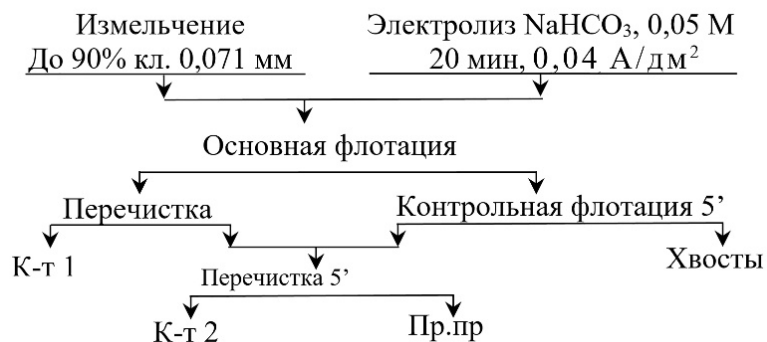 Измельчение
До 90% кл. 0,071 мм
Электролиз NaHCO₃, 0,05 М
20 мин, 0,04 А/дм²
Основная флотация
Перечистка
Контрольная флотация 5’
К-т 1
Перечистка 5’
Хвосты
К-т 2
Пр.пр